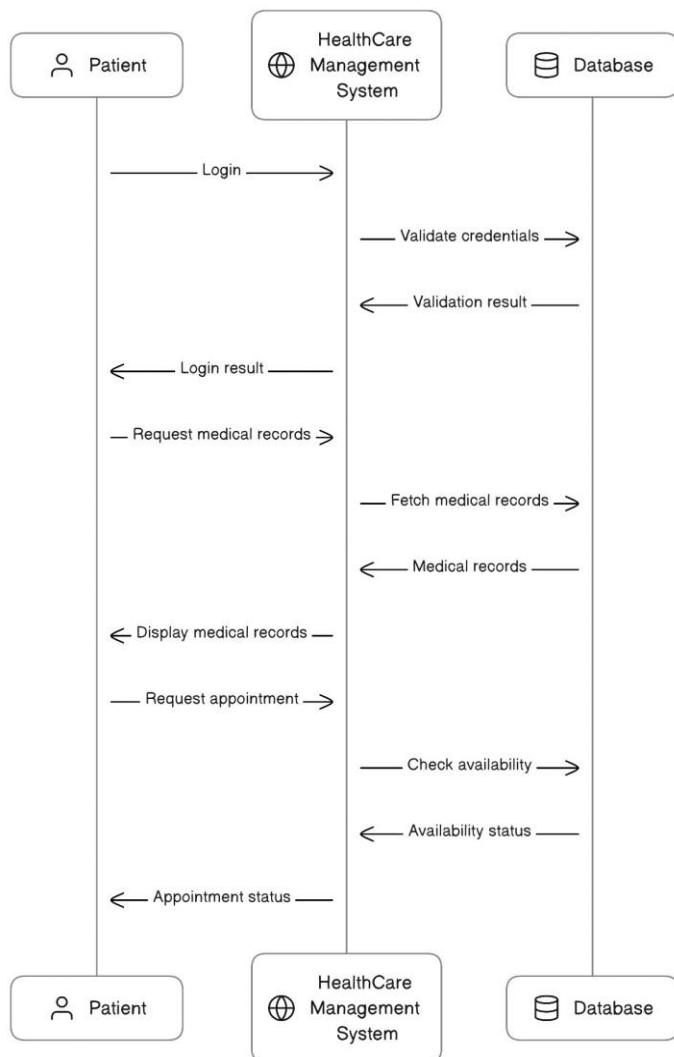 Patient
HealthCare
Management
System
Database
Login
Validate credentials
Validation result
Login result
Request medical records
Fetch medical records
Medical records
Display medical records
Request appointment
Check availability
Availability status
Appointment status
Patient
HealthCare
Management
System
Database